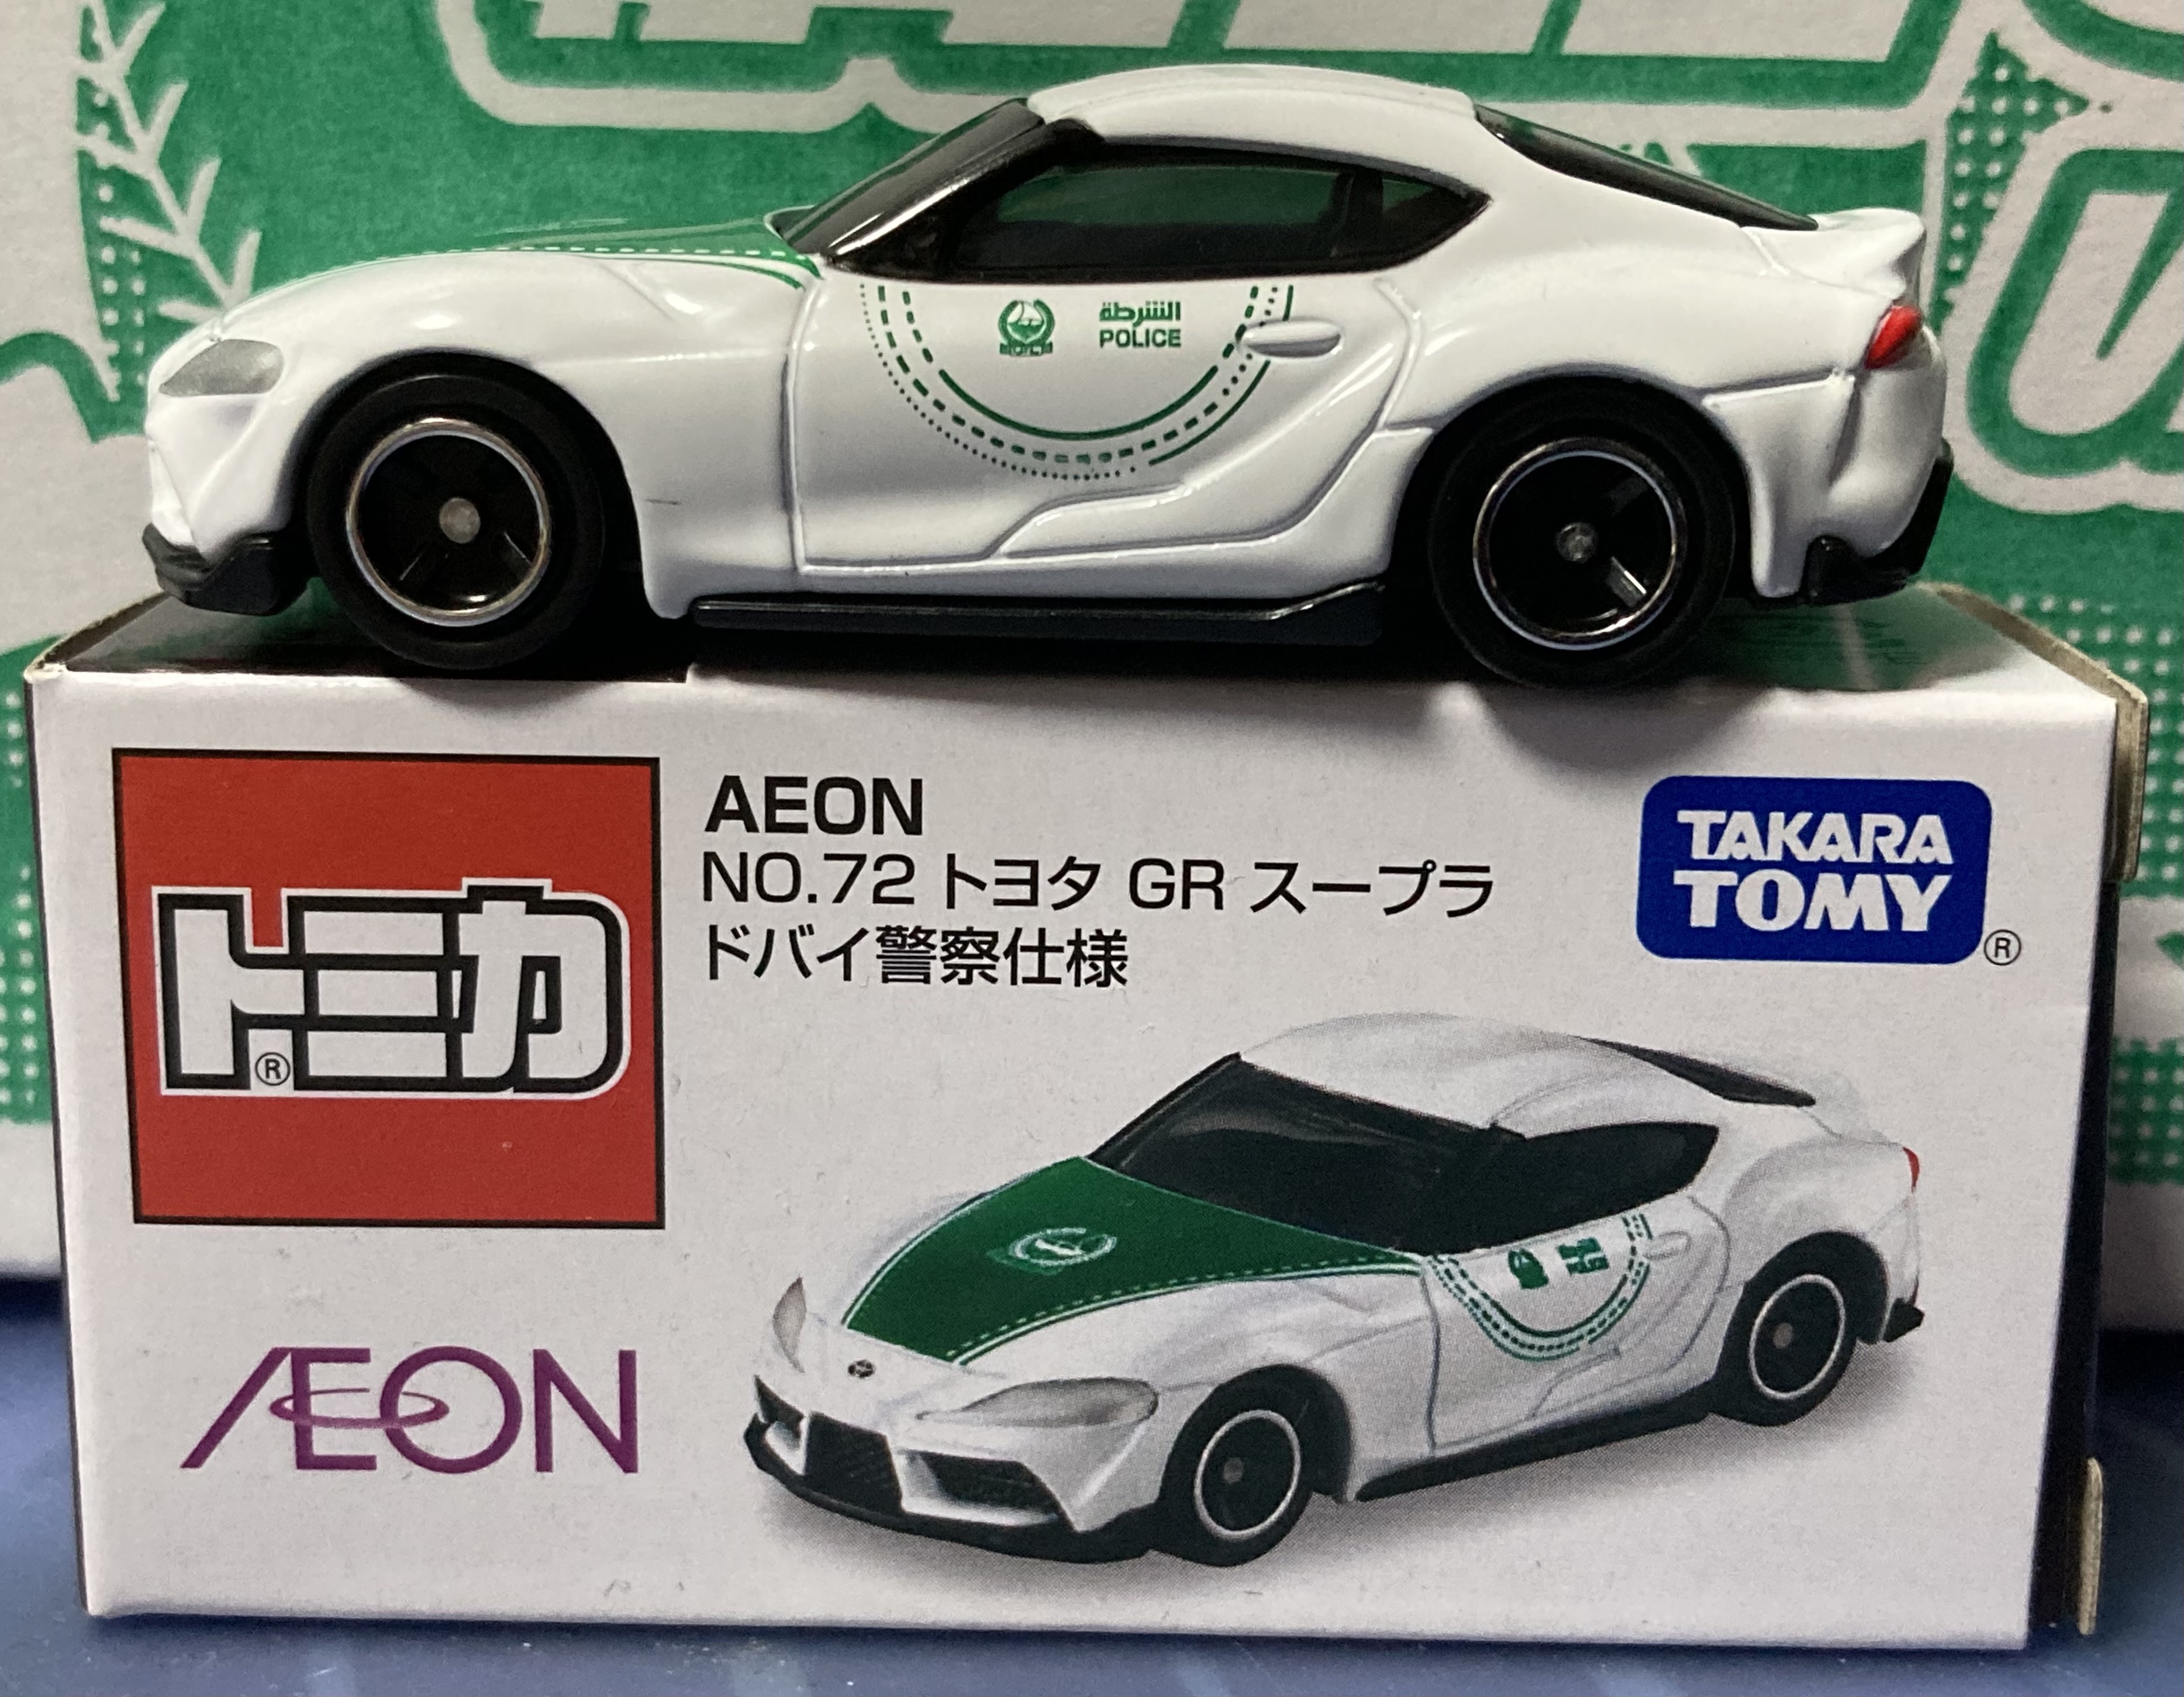 الشرطة
POLICE
AEON
NO.72 トヨタ GR スープラ
ドバイ警察仕様
TAKARA
TOMY
®
トミカ
®
AEON